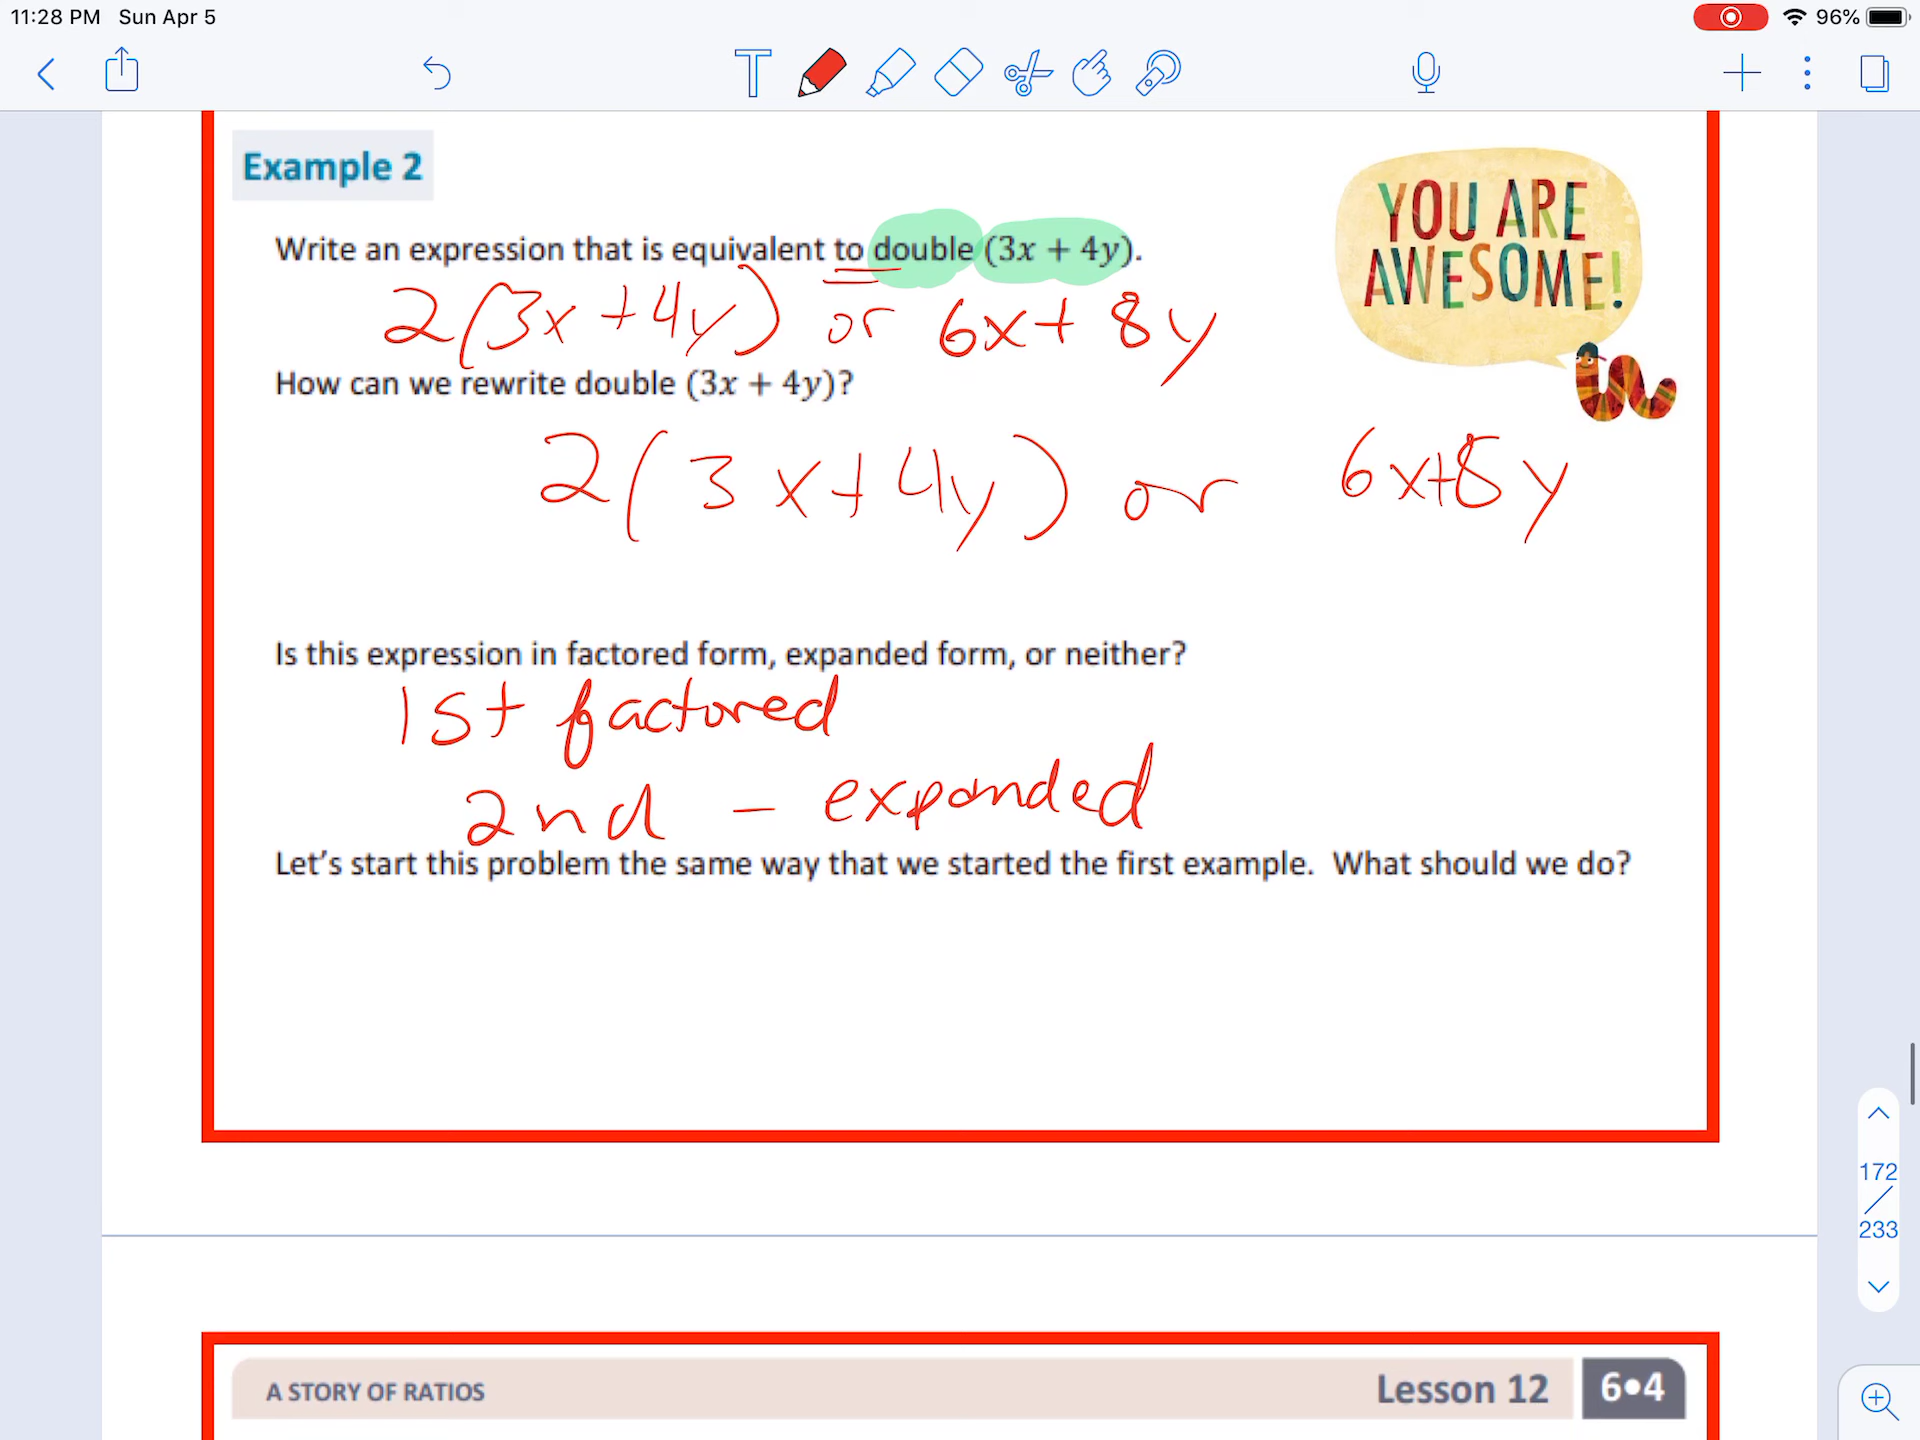 11:28 PM Sun Apr 5
96%
T
Example 2
YOU ARE
AWESOME!
Write an expression that is equivalent to double (3x + 4y).
2(3x + 4y) or 6x + 8y
How can we rewrite double (3x + 4y)?
2(3x + 4y) or 6x+8y
Is this expression in factored form, expanded form, or neither?
1st factored
2nd - expanded
Let's start this problem the same way that we started the first example. What should we do?
172
/
233
A STORY OF RATIOS
Lesson 12
6•4